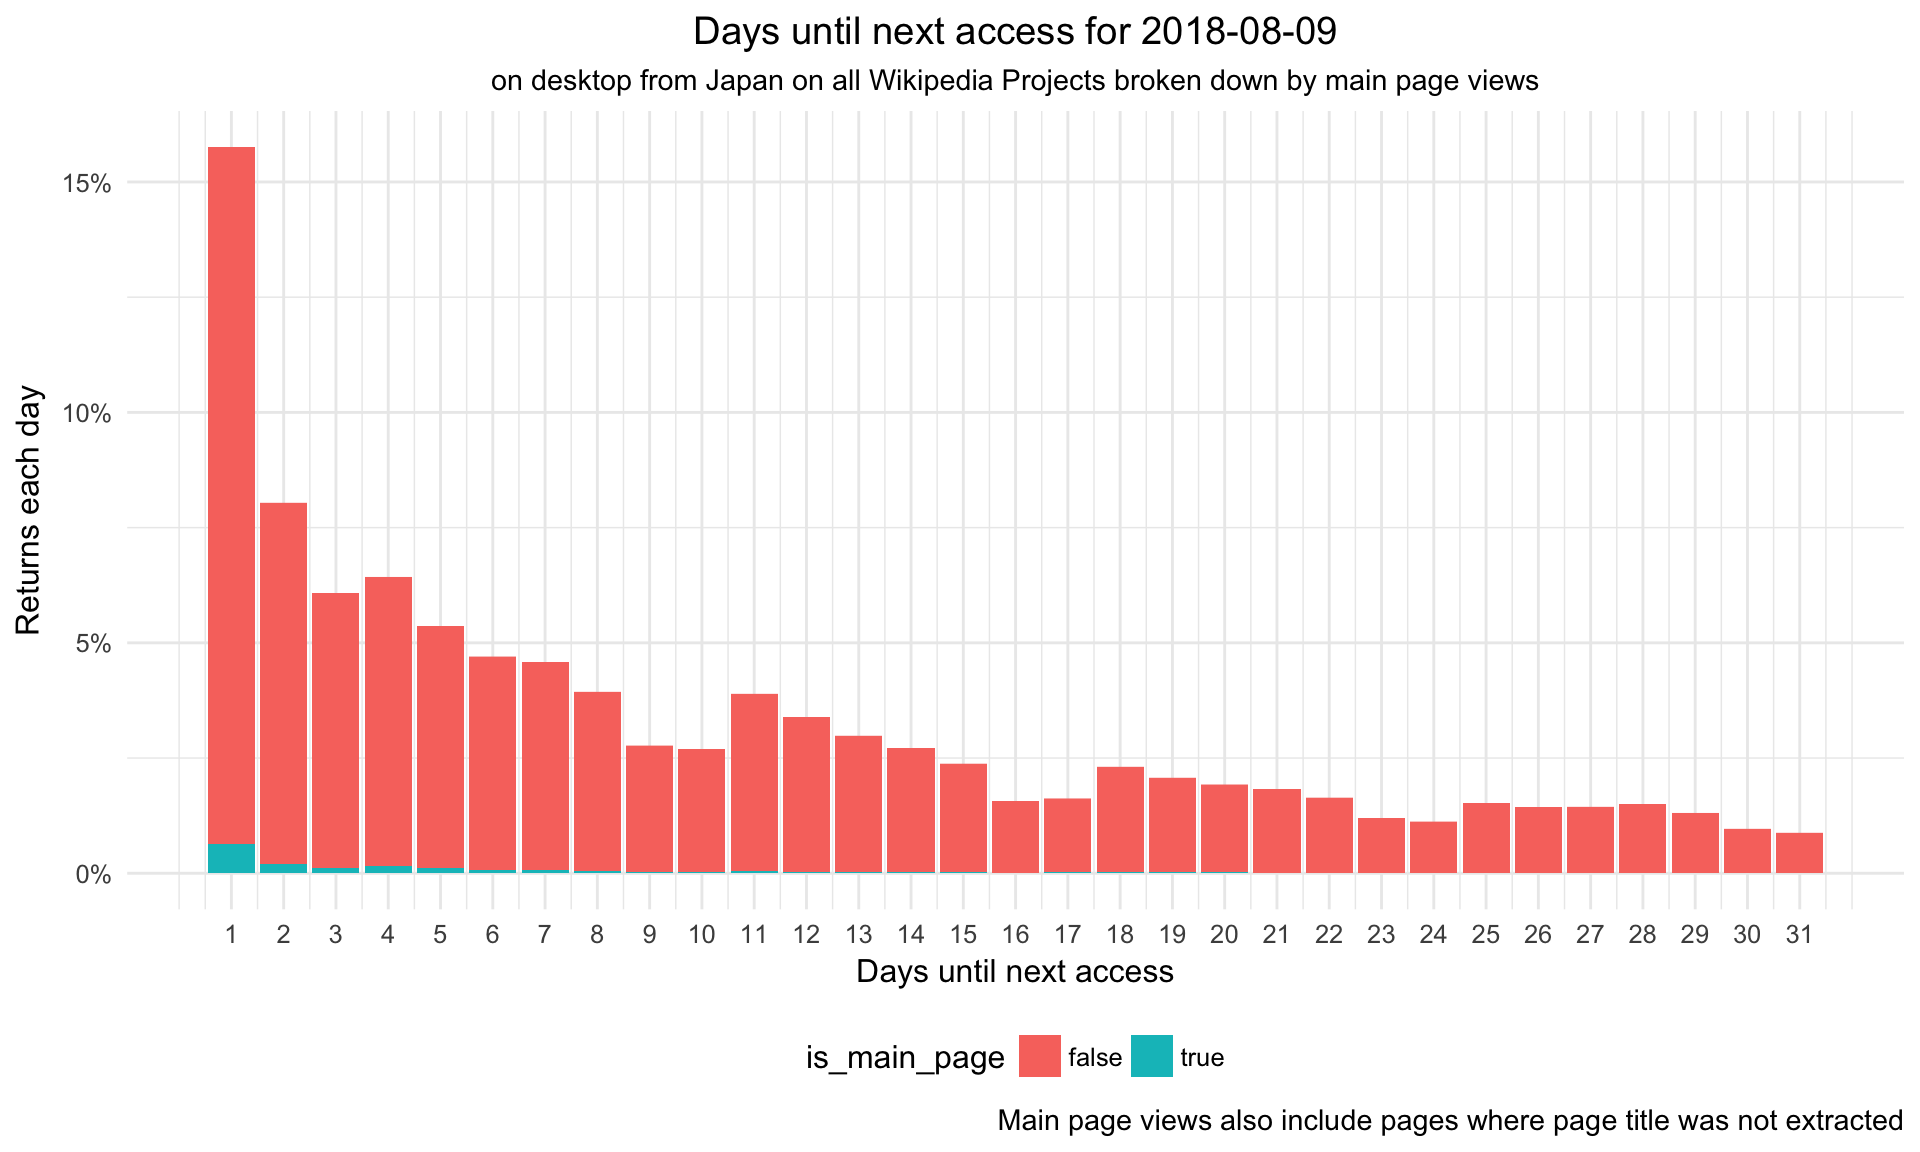 Days until next access for 2018-08-09
on desktop from Japan on all Wikipedia Projects broken down by main page views
Returns each day
15%
10%
5%
0%
1 2 3 4 5 6 7 8 9 10 11 12 13 14 15 16 17 18 19 20 21 22 23 24 25 26 27 28 29 30 31
Days until next access
is_main_page false true
Main page views also include pages where page title was not extracted